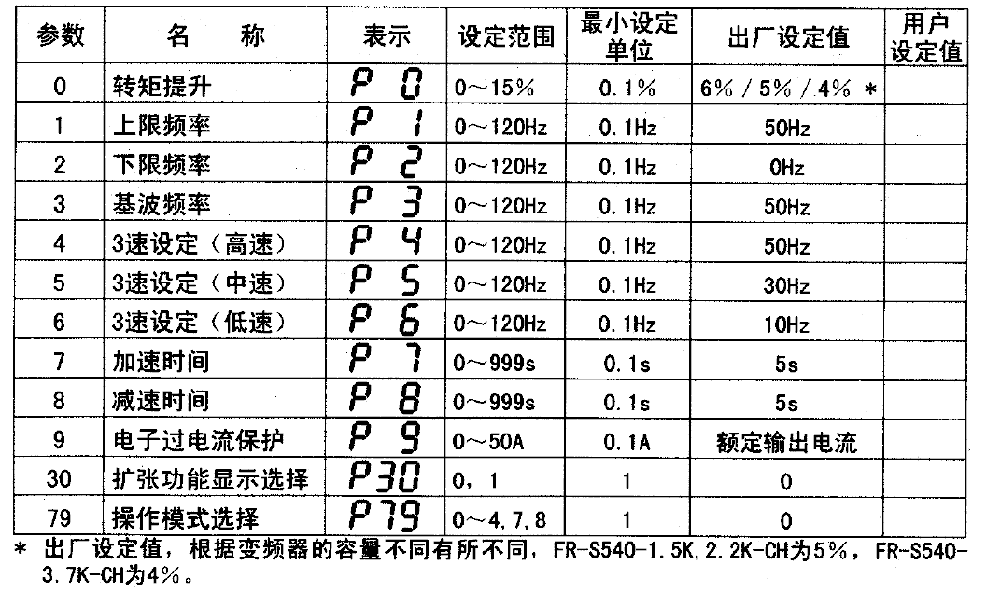 参数 名 称 表示 设定范围 最小设定单位 出厂设定值 用户设定值
0 转矩提升 P 0 0～15% 0.1% 6% / 5% / 4% *
1 上限频率 P 1 0～120Hz 0.1Hz 50Hz
2 下限频率 P 2 0～120Hz 0.1Hz 0Hz
3 基波频率 P 3 0～120Hz 0.1Hz 50Hz
4 3速设定（高速） P 4 0～120Hz 0.1Hz 50Hz
5 3速设定（中速） P 5 0～120Hz 0.1Hz 30Hz
6 3速设定（低速） P 6 0～120Hz 0.1Hz 10Hz
7 加速时间 P 7 0～999s 0.1s 5s
8 减速时间 P 8 0～999s 0.1s 5s
9 电子过电流保护 P 9 0～50A 0.1A 额定输出电流
30 扩张功能显示选择 P30 0, 1 1 0
79 操作模式选择 P79 0～4,7,8 1 0
* 出厂设定值，根据变频器的容量不同有所不同，FR-S540-1.5K,2.2K-CH为5%，FR-S540-
3.7K-CH为4%。